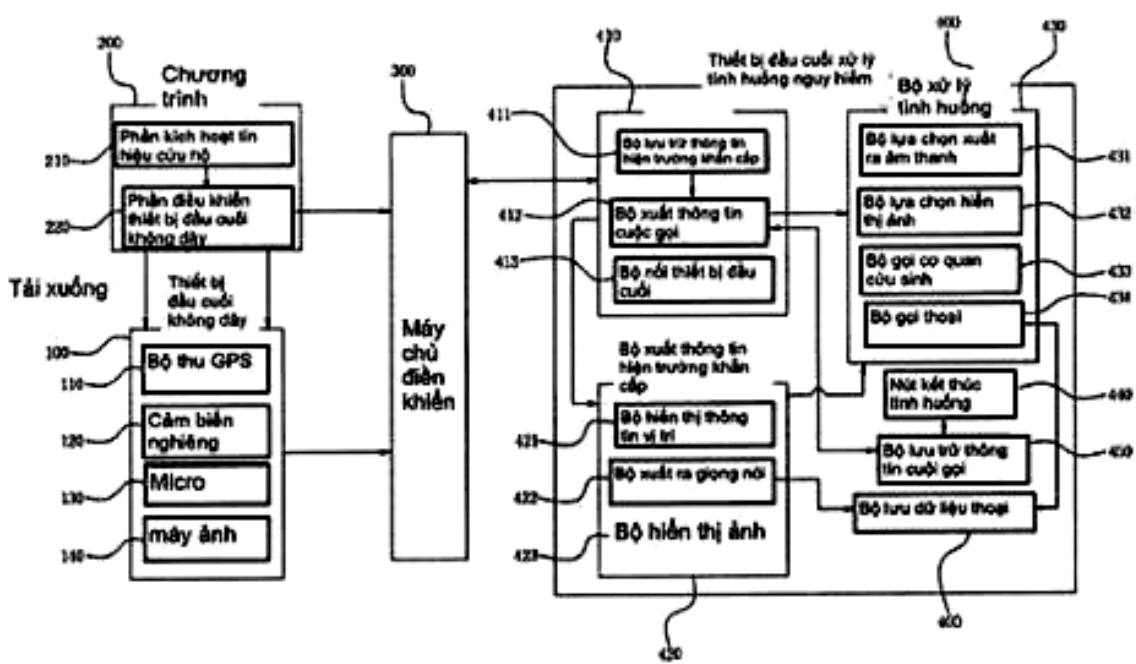 200
Chương
trình
Phần kích hoạt tín
hiệu cứu hộ
210
Phần điều khiển
thiết bị đầu cuối
không dây
220
Tải xuống
Thiết bị
đầu cuối
không dây
100
Bộ thu GPS
110
Cảm biến
nghiêng
120
Micro
130
máy ảnh
140
300
Máy
chủ
điền
khiển
Thiết bị đầu cuối xử lý
tình huống nguy hiểm
410
411
Bộ lưu trữ thông tin
hiện trường khẩn cấp
412
Bộ xuất thông tin
cuộc gọi
413
Bộ nối thiết bị đầu
cuối
Bộ xuất thông tin
hiện trường khẩn
cấp
421
Bộ hiển thị thông
tin vị trí
422
Bộ xuất ra giọng nói
Bộ hiển thị ảnh
423
420
430
Bộ xử lý
tình huống
Bộ lựa chọn xuất
ra âm thanh
431
Bộ lựa chọn hiển
thị ảnh
432
Bộ gọi cơ quan
cứu sinh
433
Bộ gọi thoại
434
Nút kết thúc
tình huống
440
Bộ lưu trữ thông
tin cuội gọi
450
Bộ lưu dữ liệu thoại